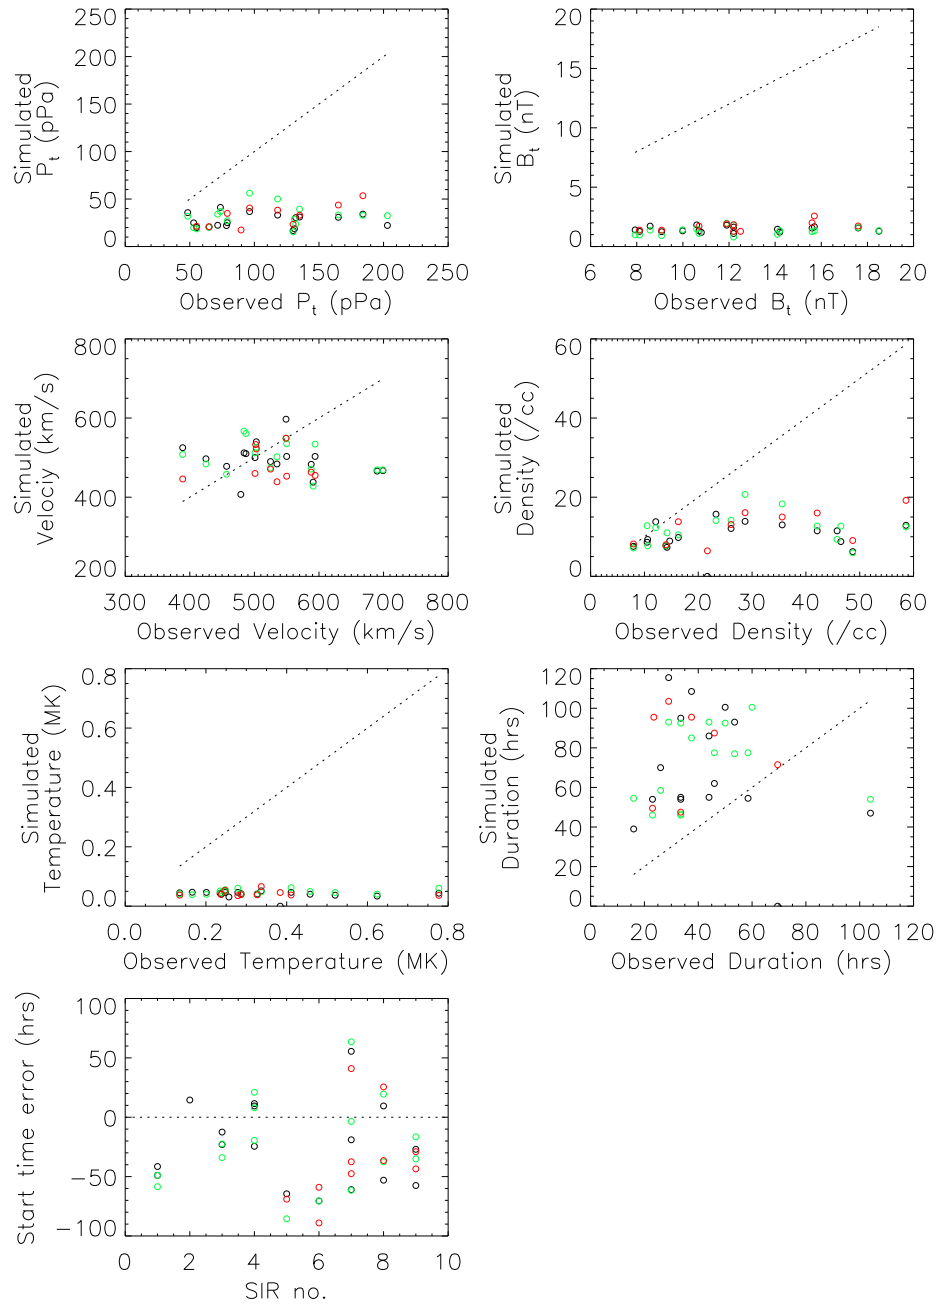 250
200
150
100
50
0
Simulated
P_t (pPa)
0 50 100 150 200 250
Observed P_t (pPa)
20
15
10
5
0
Simulated
B_t (nT)
6 8 10 12 14 16 18 20
Observed B_t (nT)
800
600
400
200
Simulated
Velociy (km/s)
300 400 500 600 700 800
Observed Velocity (km/s)
60
40
20
0
Simulated
Density (/cc)
0 10 20 30 40 50 60
Observed Density (/cc)
0.8
0.6
0.4
0.2
0.0
Simulated
Temperature (MK)
0.0 0.2 0.4 0.6 0.8
Observed Temperature (MK)
120
100
80
60
40
20
0
Simulated
Duration (hrs)
0 20 40 60 80 100 120
Observed Duration (hrs)
100
50
0
-50
-100
Start time error (hrs)
0 2 4 6 8 10
SIR no.